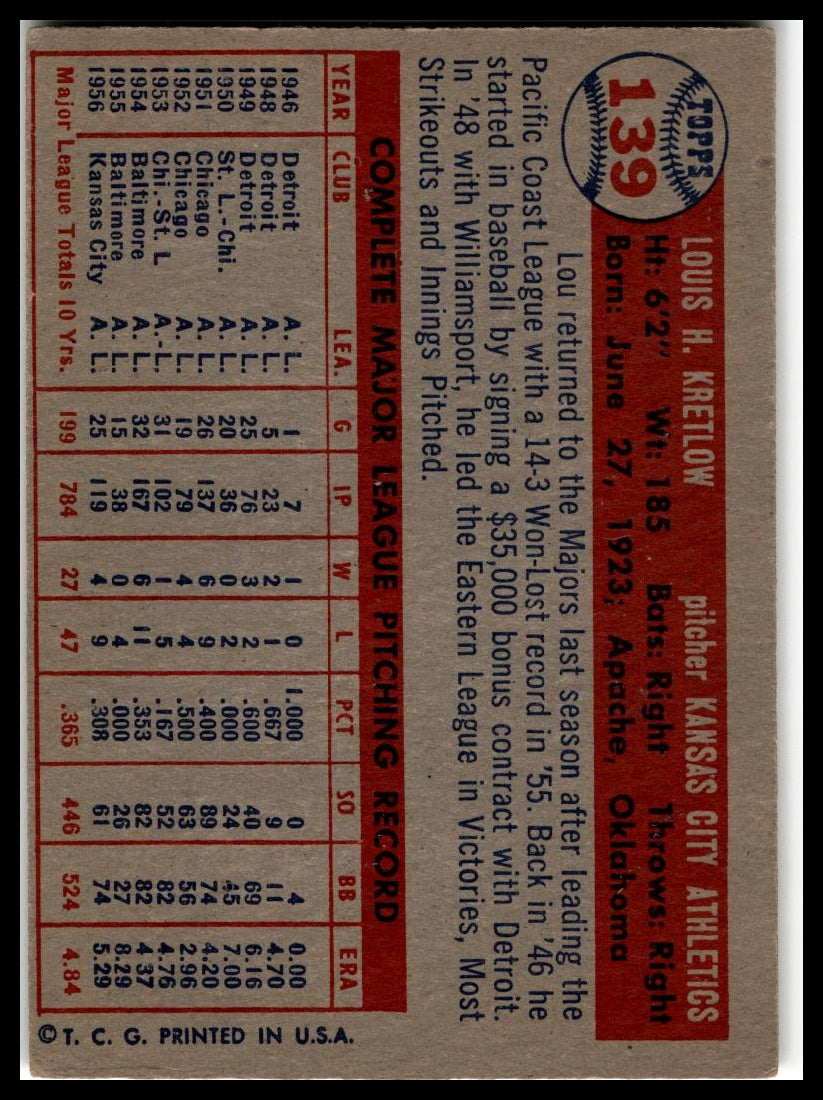 TOPPS
139
LOUIS H. KRETLOW pitcher KANSAS CITY ATHLETICS
Ht: 6'2" Wt: 185 Bats: Right Throws: Right
Born: June 27, 1923; Apache, Oklahoma
Lou returned to the Majors last season after leading the
Pacific Coast League with a 14-3 Won-Lost record in '55. Back in '46 he
started in baseball by signing a $35,000 bonus contract with Detroit.
In '48 with Williamsport, he led the Eastern League in Victories, Most
Strikeouts and Innings Pitched.
COMPLETE MAJOR LEAGUE PITCHING RECORD
YEAR CLUB LEA. G IP W L PCT SO BB ERA
1946 Detroit A. L. 1 7 1 0 1.000 0 4 0.00
1948 Detroit A. L. 5 23 2 1 .667 9 11 4.70
1949 Detroit A. L. 25 76 3 2 .600 40 69 6.16
1950 St. L.-Chi. A. L. 20 36 0 2 .000 24 45 7.00
1951 Chicago A. L. 26 137 6 9 .400 89 74 4.20
1952 Chicago A. L. 19 79 4 4 .500 63 56 2.96
1953 Chi.-St. L A.-L. 31 102 1 5 .167 52 82 4.76
1954 Baltimore A. L. 32 167 6 11 .353 82 82 4.37
1955 Baltimore A. L. 15 38 0 4 .000 26 27 8.29
1956 Kansas City A. L. 25 119 4 9 .308 61 74 5.29
Major League Totals 10 Yrs. 199 784 27 47 .365 446 524 4.84
© T. C. G. PRINTED IN U.S.A.